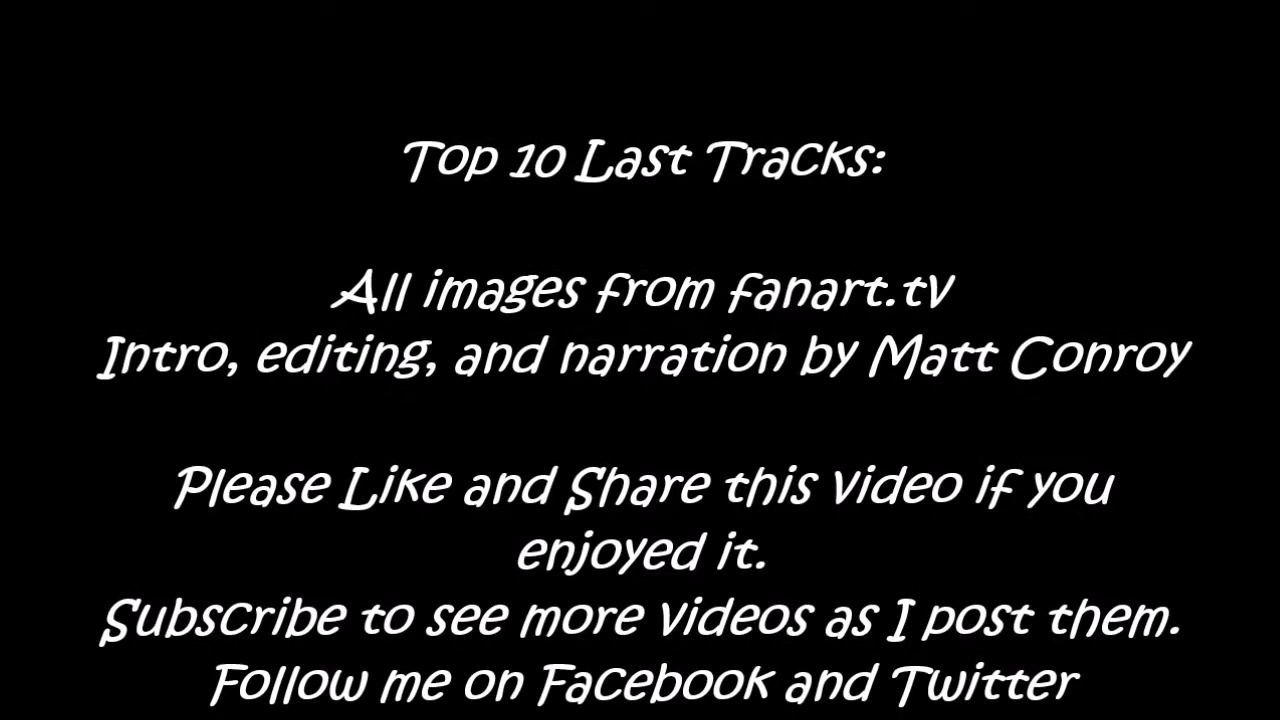 Top 10 Last Tracks:
All images from fanart.tv
Intro, editing, and narration by Matt Conroy
Please Like and Share this video if you
enjoyed it.
Subscribe to see more videos as I post them.
Follow me on Facebook and Twitter